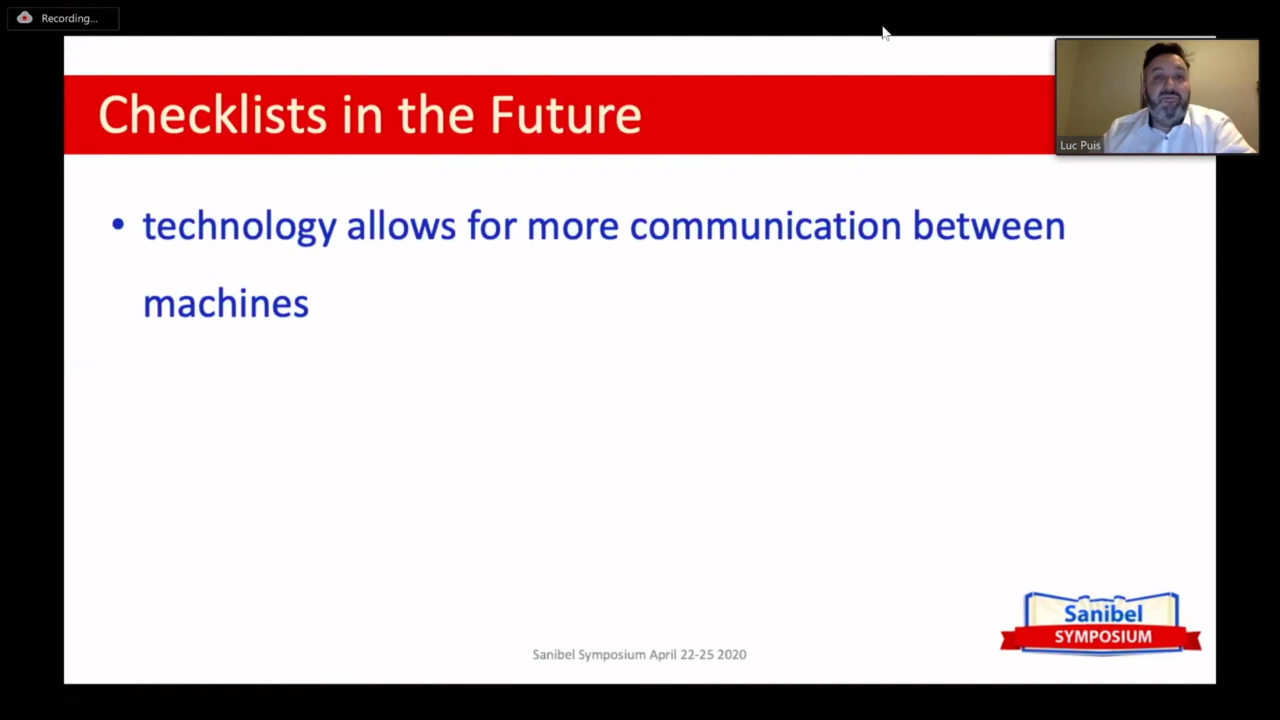 Recording...
Checklists in the Future
Luc Puis
• technology allows for more communication between
machines
Sanibel
SYMPOSIUM
Sanibel Symposium April 22-25 2020